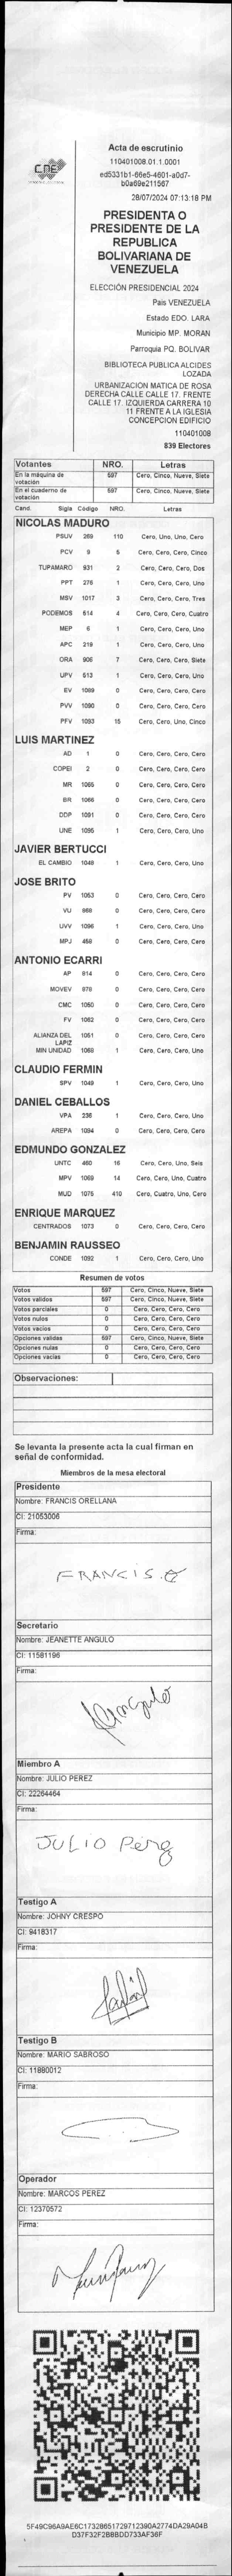 CNE
Acta de escrutinio
110401008.01.1.0001
ed5331b1-66e5-4601-a0d7-
b0a69e211567
28/07/2024 07:13:18 PM
PRESIDENTA O
PRESIDENTE DE LA
REPUBLICA
BOLIVARIANA DE
VENEZUELA
ELECCIÓN PRESIDENCIAL 2024
Pais VENEZUELA
Estado EDO. LARA
Municipio MP. MORAN
Parroquia PQ. BOLIVAR
BIBLIOTECA PUBLICA ALCIDES
LOZADA
URBANIZACION MATICA DE ROSA
DERECHA CALLE CALLE 17. FRENTE
CALLE 17. IZQUIERDA CARRERA 10
11 FRENTE A LA IGLESIA
CONCEPCION EDIFICIO
110401008
839 Electores
Votantes NRO. Letras
En la máquina de votación 597 Cero, Cinco, Nueve, Siete
En el cuaderno de votación 597 Cero, Cinco, Nueve, Siete
Cand. Sigla Código NRO. Letras
NICOLAS MADURO
PSUV 269 110 Cero, Uno, Uno, Cero
PCV 9 5 Cero, Cero, Cero, Cinco
TUPAMARO 931 2 Cero, Cero, Cero, Dos
PPT 276 1 Cero, Cero, Cero, Uno
MSV 1017 3 Cero, Cero, Cero, Tres
PODEMOS 614 4 Cero, Cero, Cero, Cuatro
MEP 6 1 Cero, Cero, Cero, Uno
APC 219 1 Cero, Cero, Cero, Uno
ORA 906 7 Cero, Cero, Cero, Siete
UPV 613 1 Cero, Cero, Cero, Uno
EV 1089 0 Cero, Cero, Cero, Cero
PVV 1090 0 Cero, Cero, Cero, Cero
PFV 1093 15 Cero, Cero, Uno, Cinco
LUIS MARTINEZ
AD 1 0 Cero, Cero, Cero, Cero
COPEI 2 0 Cero, Cero, Cero, Cero
MR 1065 0 Cero, Cero, Cero, Cero
BR 1066 0 Cero, Cero, Cero, Cero
DDP 1091 0 Cero, Cero, Cero, Cero
UNE 1095 1 Cero, Cero, Cero, Uno
JAVIER BERTUCCI
EL CAMBIO 1048 1 Cero, Cero, Cero, Uno
JOSE BRITO
PV 1053 0 Cero, Cero, Cero, Cero
VU 868 0 Cero, Cero, Cero, Cero
UVV 1096 1 Cero, Cero, Cero, Uno
MPJ 458 0 Cero, Cero, Cero, Cero
ANTONIO ECARRI
AP 814 0 Cero, Cero, Cero, Cero
MOVEV 878 0 Cero, Cero, Cero, Cero
CMC 1050 0 Cero, Cero, Cero, Cero
FV 1062 0 Cero, Cero, Cero, Cero
ALIANZA DEL LAPIZ 1051 0 Cero, Cero, Cero, Cero
MIN UNIDAD 1068 1 Cero, Cero, Cero, Uno
CLAUDIO FERMIN
SPV 1049 1 Cero, Cero, Cero, Uno
DANIEL CEBALLOS
VPA 236 1 Cero, Cero, Cero, Uno
AREPA 1094 0 Cero, Cero, Cero, Cero
EDMUNDO GONZALEZ
UNTC 460 16 Cero, Cero, Uno, Seis
MPV 1069 14 Cero, Cero, Uno, Cuatro
MUD 1075 410 Cero, Cuatro, Uno, Cero
ENRIQUE MARQUEZ
CENTRADOS 1073 0 Cero, Cero, Cero, Cero
BENJAMIN RAUSSEO
CONDE 1092 1 Cero, Cero, Cero, Uno
Resumen de votos
Votos 597 Cero, Cinco, Nueve, Siete
Votos validos 597 Cero, Cinco, Nueve, Siete
Votos parciales 0 Cero, Cero, Cero, Cero
Votos nulos 0 Cero, Cero, Cero, Cero
Votos vacios 0 Cero, Cero, Cero, Cero
Opciones validas 597 Cero, Cinco, Nueve, Siete
Opciones nulas 0 Cero, Cero, Cero, Cero
Opciones vacias 0 Cero, Cero, Cero, Cero
Observaciones:
Se levanta la presente acta la cual firman en
señal de conformidad.
Miembros de la mesa electoral
Presidente
Nombre: FRANCIS ORELLANA
CI: 21053006
Firma:
FRANCIS.O
Secretario
Nombre: JEANETTE ANGULO
CI: 11581196
Firma:
JAngulo
Miembro A
Nombre: JULIO PEREZ
CI: 22264464
Firma:
JULIO Perez
Testigo A
Nombre: JOHNY CRESPO
CI: 9418317
Firma:
Testigo B
Nombre: MARIO SABROSO
CI: 11880012
Firma:
Operador
Nombre: MARCOS PEREZ
CI: 12370572
Firma:
5F49C96A9AE6C1732865172971239 0A2774DA29A04B
D37F32F2B8BDD733AF36F